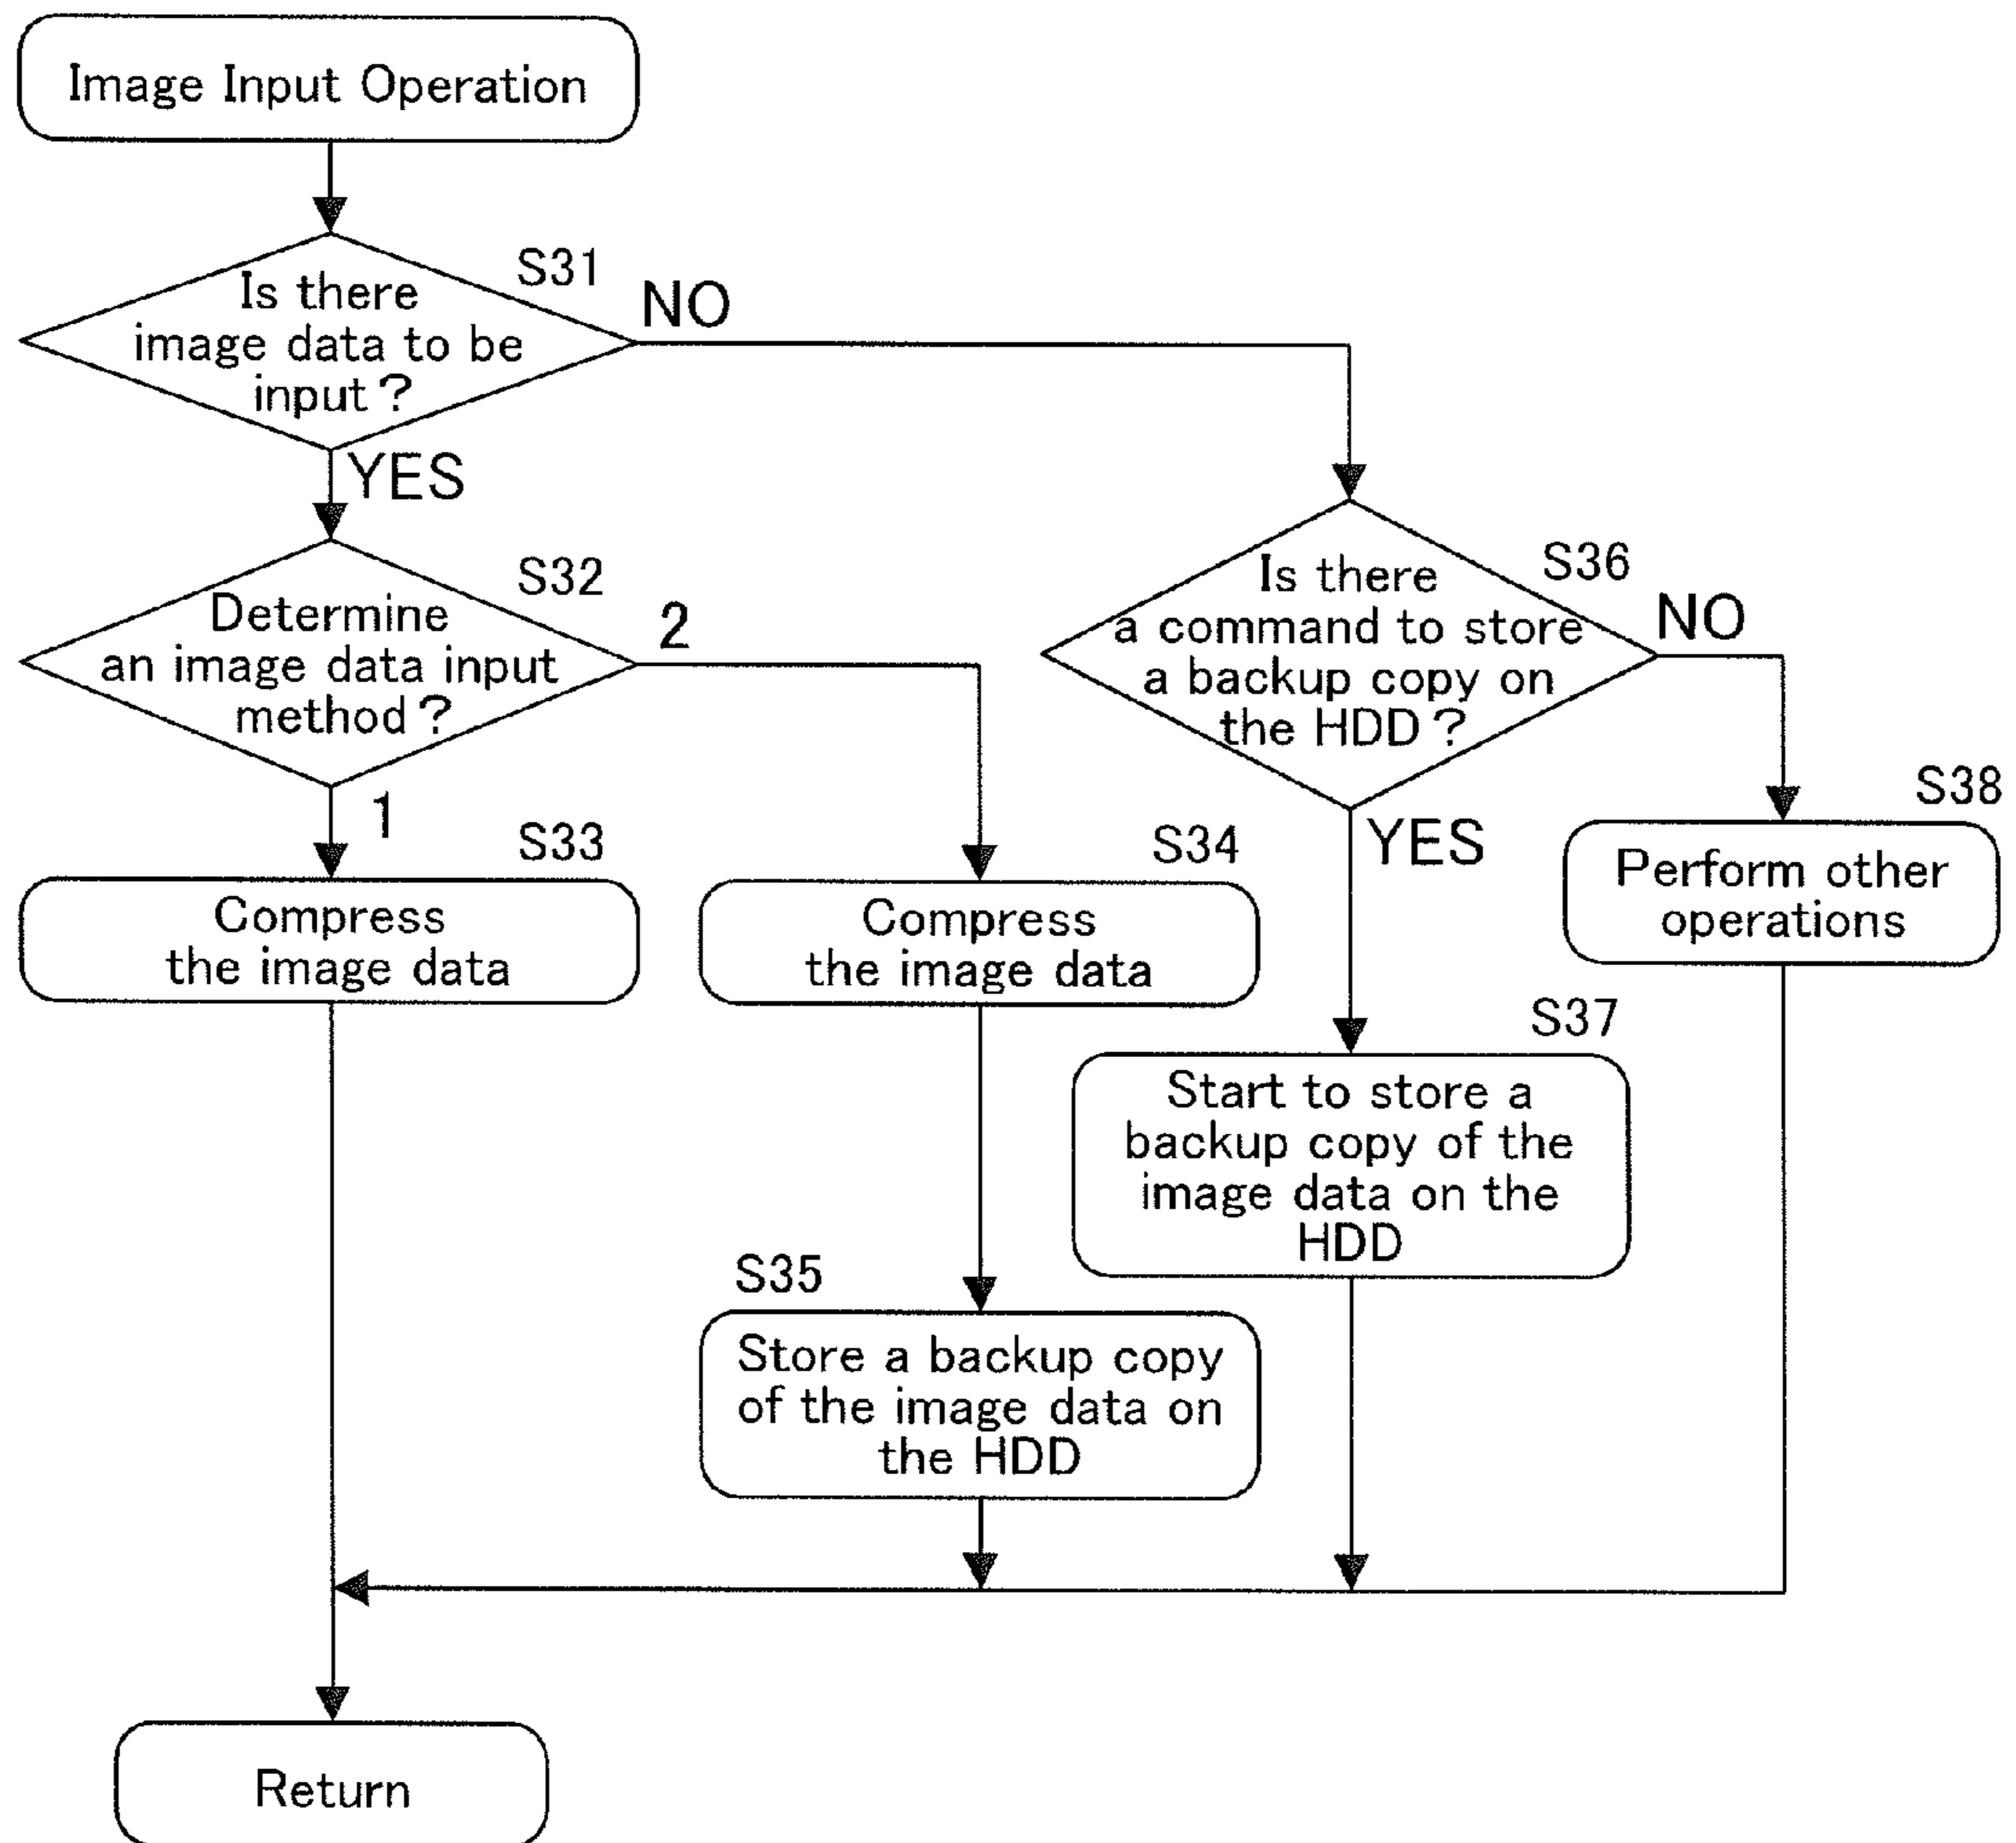 Image Input Operation
S31
Is there
image data to be
input?
NO
YES
S32
Determine
an image data input
method?
2
1
S36
Is there
a command to store
a backup copy on
the HDD?
NO
YES
S33
Compress
the image data
S34
Compress
the image data
S38
Perform other
operations
S37
Start to store a
backup copy of the
image data on the
HDD
S35
Store a backup copy
of the image data on
the HDD
Return